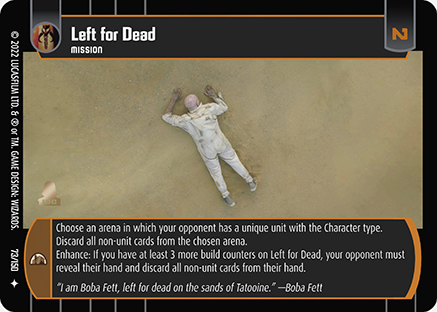 Left for Dead
MISSION
N
© 2022 LUCASFILM LTD. & ® or TM. GAME DESIGN: WIZARDS.
73/150
Choose an arena in which your opponent has a unique unit with the Character type.
Discard all non-unit cards from the chosen arena.
Enhance: If you have at least 3 more build counters on Left for Dead, your opponent must
reveal their hand and discard all non-unit cards from their hand.
"I am Boba Fett, left for dead on the sands of Tatooine." —Boba Fett